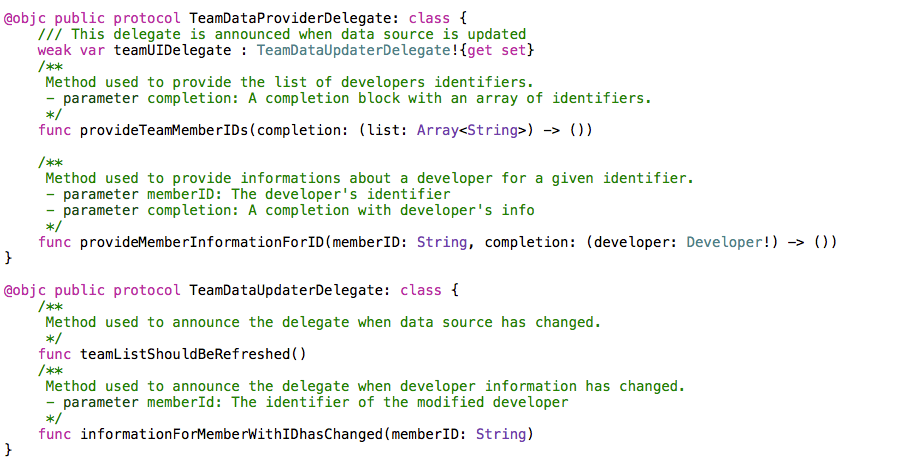 @objc public protocol TeamDataProviderDelegate: class {
    /// This delegate is announced when data source is updated
    weak var teamUIDelegate : TeamDataUpdaterDelegate!{get set}
    /**
     Method used to provide the list of developers identifiers.
     - parameter completion: A completion block with an array of identifiers.
     */
    func provideTeamMemberIDs(completion: (list: Array<String>) -> ())

    /**
     Method used to provide informations about a developer for a given identifier.
     - parameter memberID: The developer's identifier
     - parameter completion: A completion with developer's info
     */
    func provideMemberInformationForID(memberID: String, completion: (developer: Developer!) -> ())
}

@objc public protocol TeamDataUpdaterDelegate: class {
    /**
     Method used to announce the delegate when data source has changed.
     */
    func teamListShouldBeRefreshed()
    /**
     Method used to announce the delegate when developer information has changed.
     - parameter memberId: The identifier of the modified developer
     */
    func informationForMemberWithIDhasChanged(memberID: String)
}